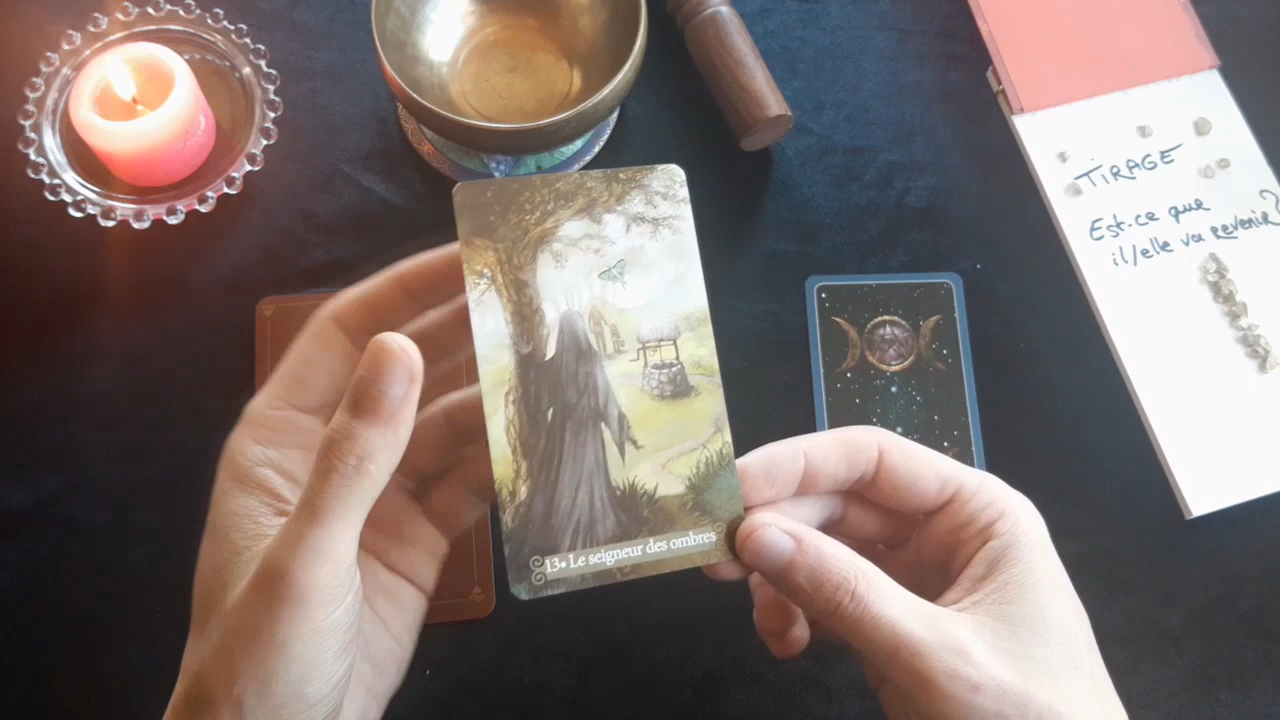 TIRAGE
Est-ce que
il/elle va revenir?
13• Le seigneur des ombres